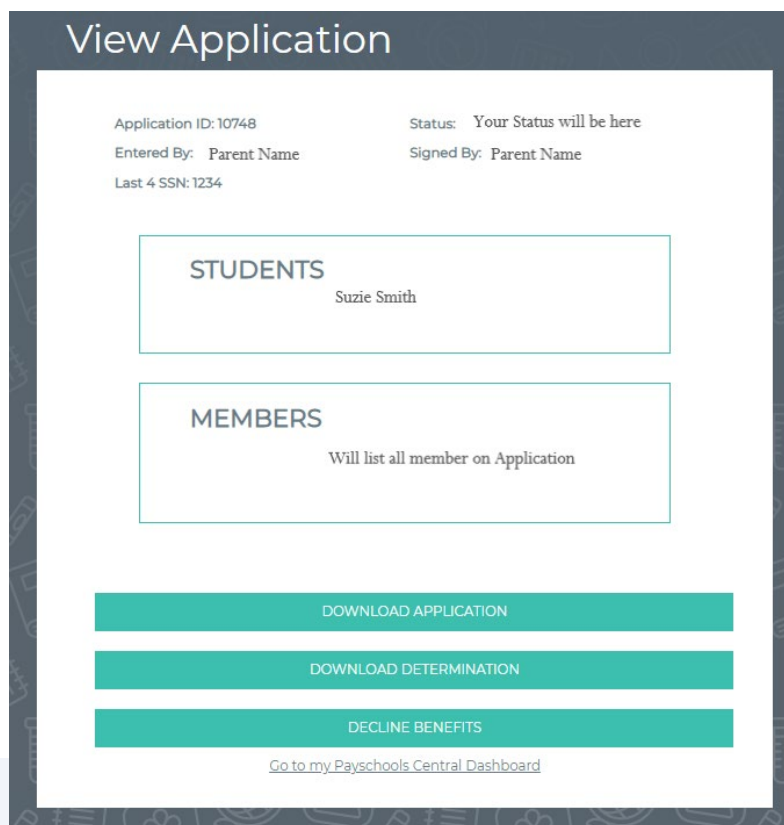 View Application
Application ID: 10748
Status: Your Status will be here
Entered By: Parent Name
Signed By: Parent Name
Last 4 SSN: 1234
STUDENTS
Suzie Smith
MEMBERS
Will list all member on Application
DOWNLOAD APPLICATION
DOWNLOAD DETERMINATION
DECLINE BENEFITS
Go to my Payschools Central Dashboard